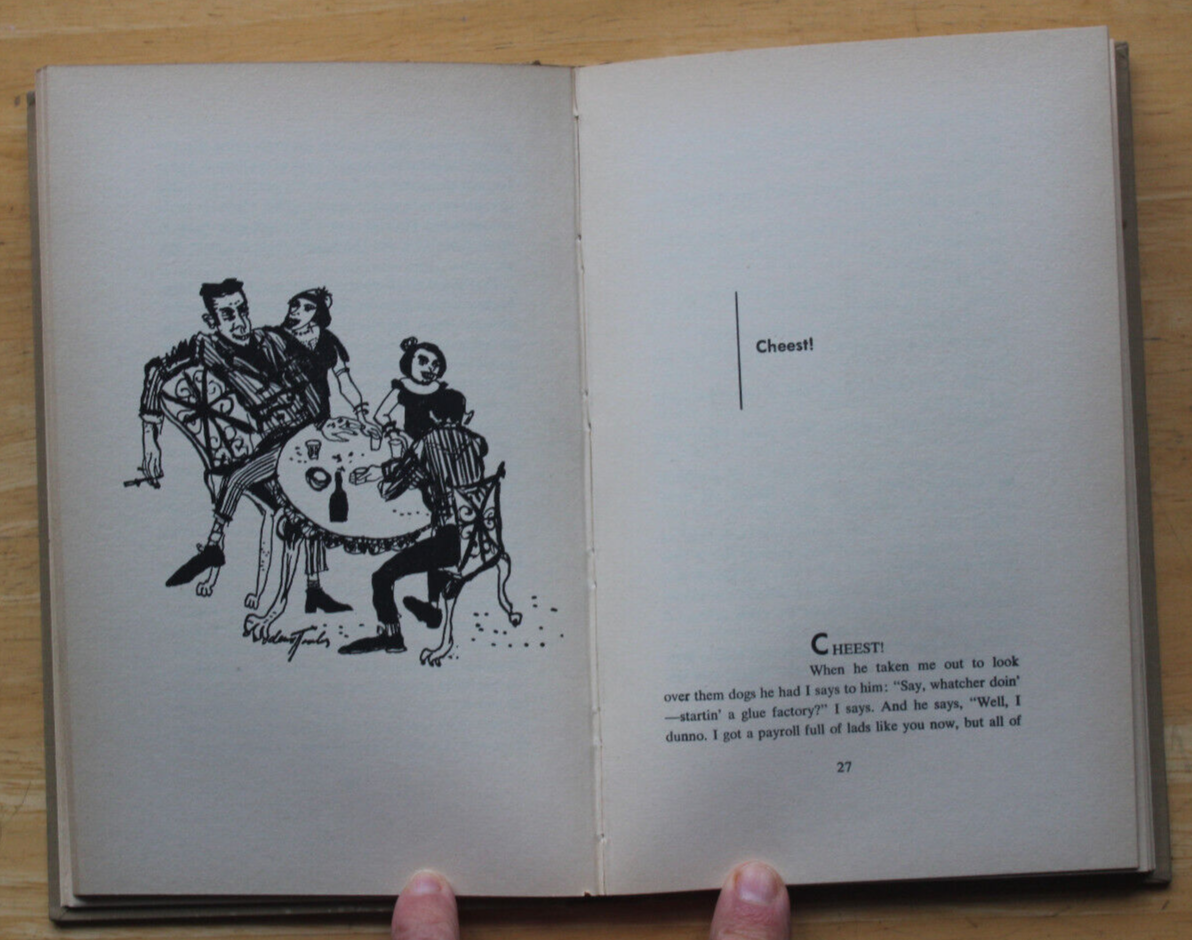 Cheest!
CHEEST!
When he taken me out to look
over them dogs he had I says to him: “Say, whatcher doin’
—startin’ a glue factory?” I says. And he says, “Well, I
dunno. I got a payroll full of lads like you now, but all of
27